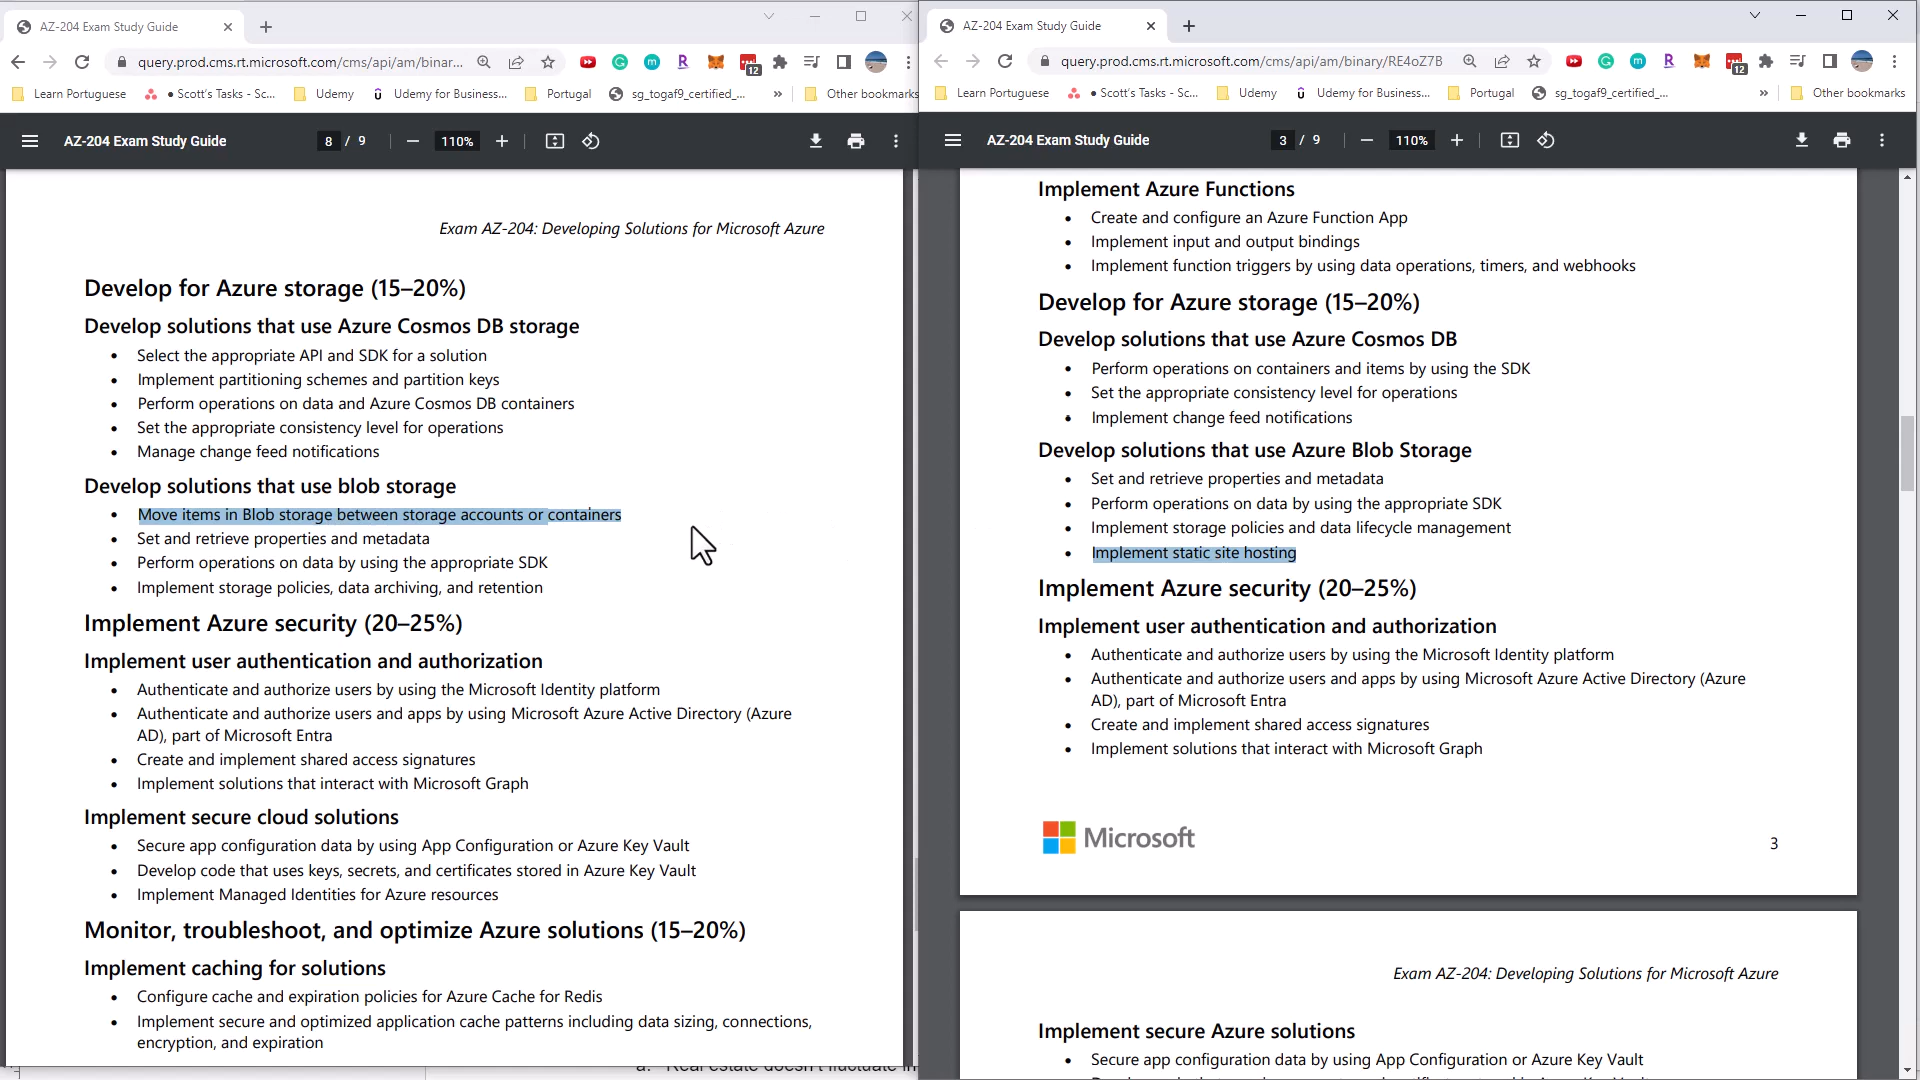 AZ-204 Exam Study Guide
query.prod.cms.rt.microsoft.com/cms/api/am/binar...
12
Learn Portuguese
• Scott's Tasks - Sc...
Udemy
Udemy for Business...
Portugal
sg_togaf9_certified_...
»
Other bookmarks
AZ-204 Exam Study Guide
8 / 9
110%
Exam AZ-204: Developing Solutions for Microsoft Azure
Develop for Azure storage (15–20%)
Develop solutions that use Azure Cosmos DB storage
• Select the appropriate API and SDK for a solution
• Implement partitioning schemes and partition keys
• Perform operations on data and Azure Cosmos DB containers
• Set the appropriate consistency level for operations
• Manage change feed notifications
Develop solutions that use blob storage
• Move items in Blob storage between storage accounts or containers
• Set and retrieve properties and metadata
• Perform operations on data by using the appropriate SDK
• Implement storage policies, data archiving, and retention
Implement Azure security (20–25%)
Implement user authentication and authorization
• Authenticate and authorize users by using the Microsoft Identity platform
• Authenticate and authorize users and apps by using Microsoft Azure Active Directory (Azure
AD), part of Microsoft Entra
• Create and implement shared access signatures
• Implement solutions that interact with Microsoft Graph
Implement secure cloud solutions
• Secure app configuration data by using App Configuration or Azure Key Vault
• Develop code that uses keys, secrets, and certificates stored in Azure Key Vault
• Implement Managed Identities for Azure resources
Monitor, troubleshoot, and optimize Azure solutions (15–20%)
Implement caching for solutions
• Configure cache and expiration policies for Azure Cache for Redis
• Implement secure and optimized application cache patterns including data sizing, connections,
encryption, and expiration
AZ-204 Exam Study Guide
query.prod.cms.rt.microsoft.com/cms/api/am/binary/RE4oZ7B
12
Learn Portuguese
• Scott's Tasks - Sc...
Udemy
Udemy for Business...
Portugal
sg_togaf9_certified_...
»
Other bookmarks
AZ-204 Exam Study Guide
3 / 9
110%
Implement Azure Functions
• Create and configure an Azure Function App
• Implement input and output bindings
• Implement function triggers by using data operations, timers, and webhooks
Develop for Azure storage (15–20%)
Develop solutions that use Azure Cosmos DB
• Perform operations on containers and items by using the SDK
• Set the appropriate consistency level for operations
• Implement change feed notifications
Develop solutions that use Azure Blob Storage
• Set and retrieve properties and metadata
• Perform operations on data by using the appropriate SDK
• Implement storage policies and data lifecycle management
• Implement static site hosting
Implement Azure security (20–25%)
Implement user authentication and authorization
• Authenticate and authorize users by using the Microsoft Identity platform
• Authenticate and authorize users and apps by using Microsoft Azure Active Directory (Azure
AD), part of Microsoft Entra
• Create and implement shared access signatures
• Implement solutions that interact with Microsoft Graph
Microsoft
3
Exam AZ-204: Developing Solutions for Microsoft Azure
Implement secure Azure solutions
• Secure app configuration data by using App Configuration or Azure Key Vault